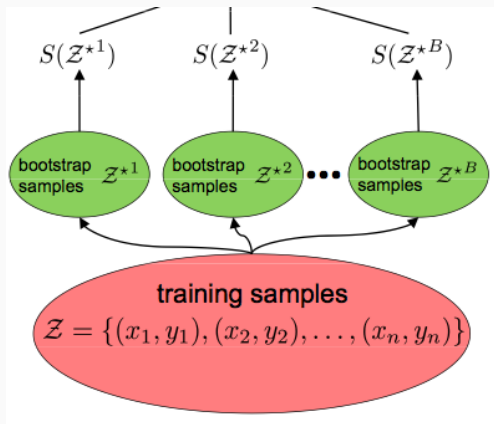 S(𝒵⋆1) S(𝒵⋆2) S(𝒵⋆B)
bootstrap samples 𝒵⋆1
bootstrap samples 𝒵⋆2
•••
bootstrap samples 𝒵⋆B
training samples
𝒵 = {(x₁, y₁), (x₂, y₂), . . . , (xₙ, yₙ)}